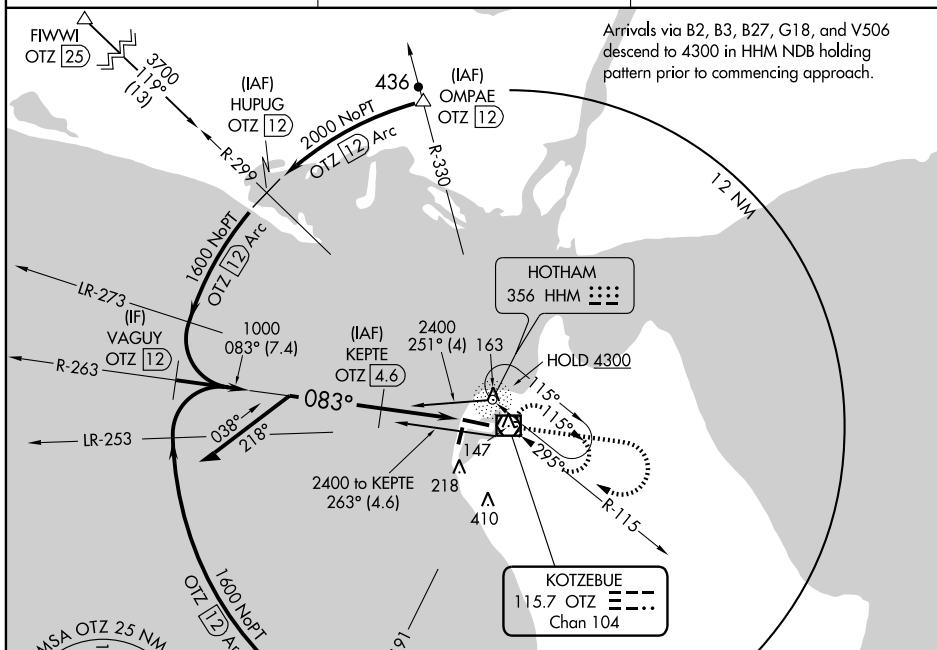 Arrivals via B2, B3, B27, G18, and V506
descend to 4300 in HHM NDB holding
pattern prior to commencing approach.
FIWWI
OTZ 25
3700
119°
(13)
(IAF)
HUPUG
OTZ 12
436
(IAF)
OMPAE
OTZ 12
2000 NoPT
OTZ 12 Arc
R-299
R-330
12 NM
1600 NoPT
OTZ 12 Arc
LR-273
HOTHAM
356 HHM
(IF)
VAGUY
OTZ 12
1000
083° (7.4)
(IAF)
KEPTE
OTZ 4.6
2400
251° (4)
163
HOLD 4300
R-263
083°
115°
115°
038°
218°
LR-253
147
295°
2400 to KEPTE
263° (4.6)
218
410
R-115
KOTZEBUE
115.7 OTZ
Chan 104
1600 NoPT
OTZ 12 Ar
MSA OTZ 25 NM
191